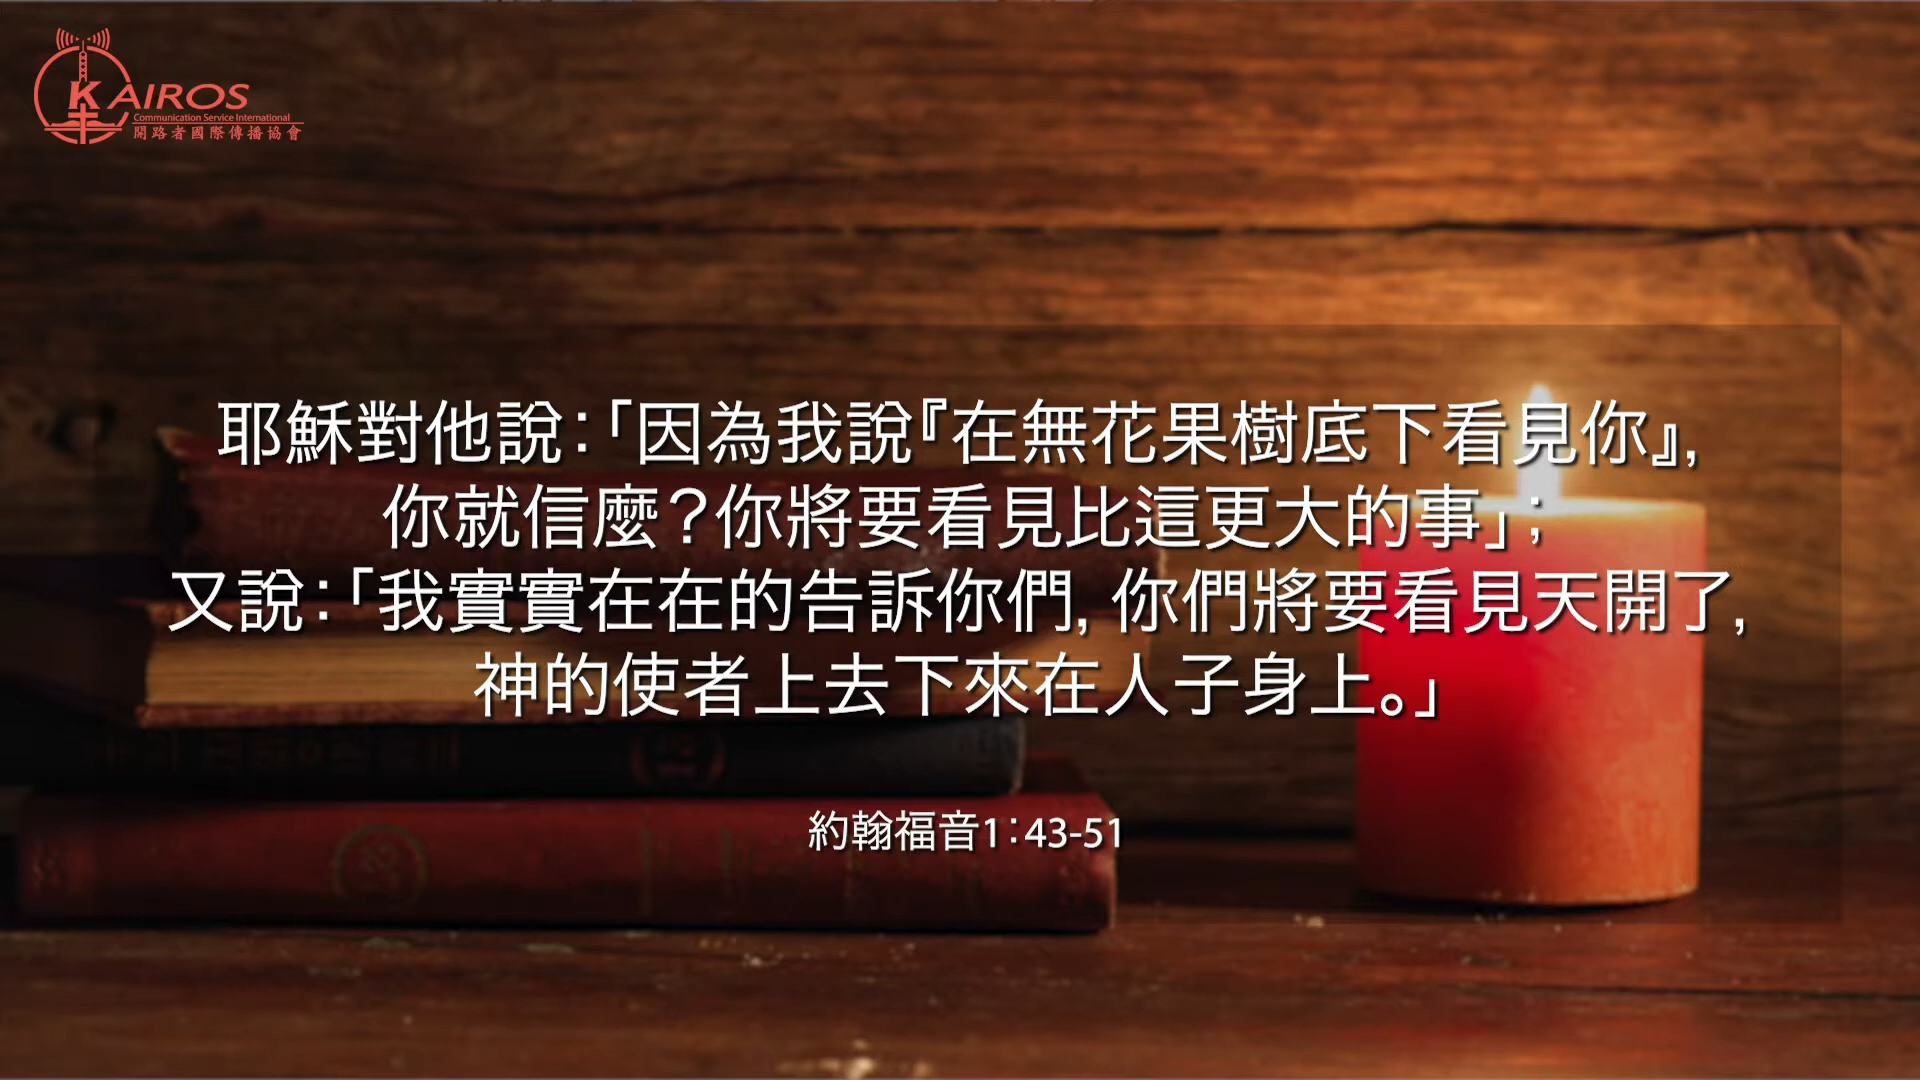 KAIROS
Communication Service International
開路者國際傳播協會
耶穌對他說：「因為我說『在無花果樹底下看見你』，
你就信麼？你將要看見比這更大的事」；
又說：「我實實在在的告訴你們，你們將要看見天開了，
神的使者上去下來在人子身上。」
約翰福音1：43-51